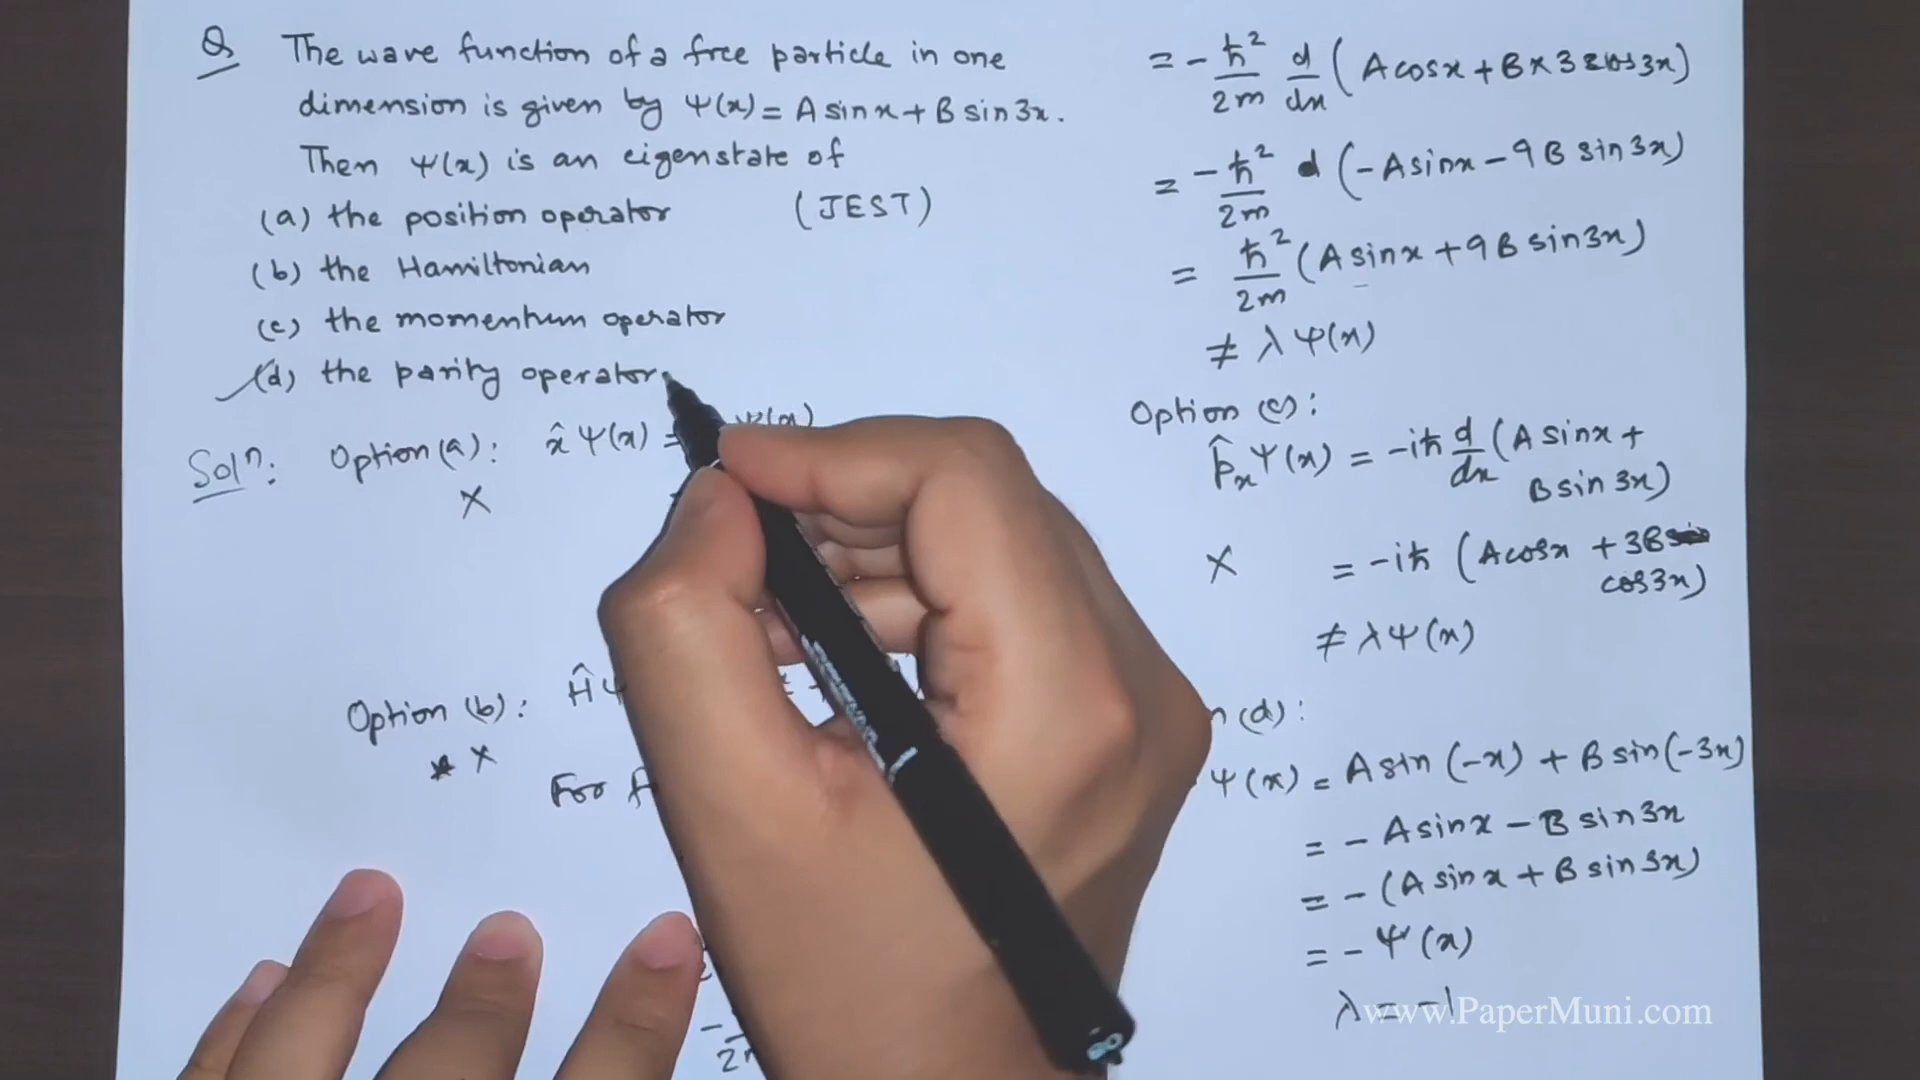 Q The wave function of a free particle in one
dimension is given by Ψ(x) = A sin x + B sin 3x.
Then Ψ(x) is an eigenstate of
(a) the position operator (JEST)
(b) the Hamiltonian
(c) the momentum operator
(d) the parity operator
Solⁿ: Option (a): x̂ Ψ(x) = Ψ(x)
X
Option (b): Ĥ Ψ
X
For
= -ħ²/2m d/dx (A cos x + B × 3 cos 3x)
= -ħ²/2m d (-A sin x - 9 B sin 3x)
= ħ²/2m (A sin x + 9 B sin 3x)
≠ λ Ψ(x)
Option (c):
p̂ₓ Ψ(x) = -iħ d/dx (A sin x +
B sin 3x)
X = -iħ (A cos x + 3B
cos 3x)
≠ λ Ψ(x)
n (d):
Ψ(x) = A sin (-x) + B sin (-3x)
= - A sin x - B sin 3x
= - (A sin x + B sin 3x)
= - Ψ(x)
λ = -1
www.PaperMuni.com